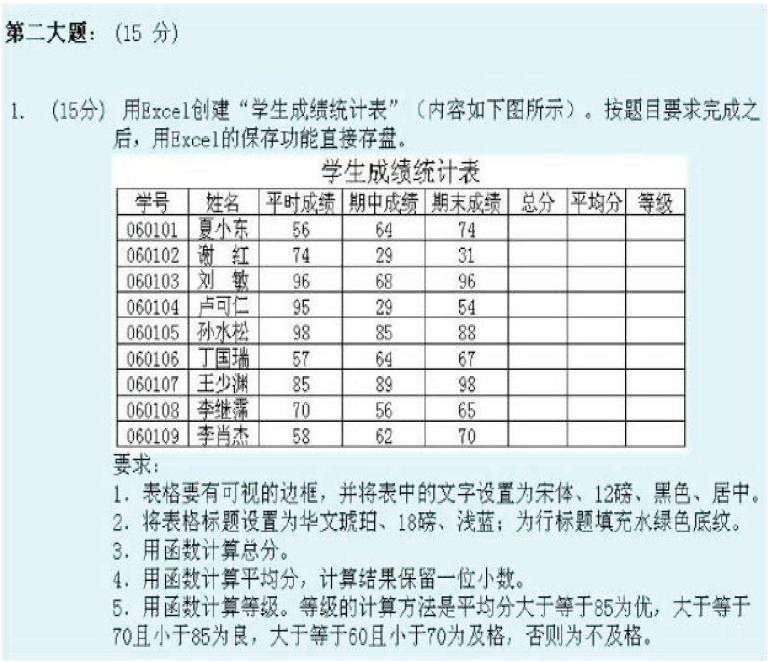 第二大题：(15 分)
1. (15分) 用Excel创建“学生成绩统计表”（内容如下图所示）。按题目要求完成之
后，用Excel的保存功能直接存盘。
学生成绩统计表
学号 姓名 平时成绩 期中成绩 期末成绩 总分 平均分 等级
060101 夏小东 56 64 74
060102 谢 红 74 29 31
060103 刘 敏 96 68 96
060104 卢可仁 95 29 54
060105 孙水松 98 85 88
060106 丁国瑞 57 64 67
060107 王少渊 85 89 98
060108 李继霈 70 56 65
060109 李肖杰 58 62 70
要求：
1. 表格要有可视的边框，并将表中的文字设置为宋体、12磅、黑色、居中。
2. 将表格标题设置为华文琥珀、18磅、浅蓝；为行标题填充水绿色底纹。
3. 用函数计算总分。
4. 用函数计算平均分，计算结果保留一位小数。
5. 用函数计算等级。等级的计算方法是平均分大于等于85为优，大于等于
70且小于85为良，大于等于60且小于70为及格，否则为不及格。